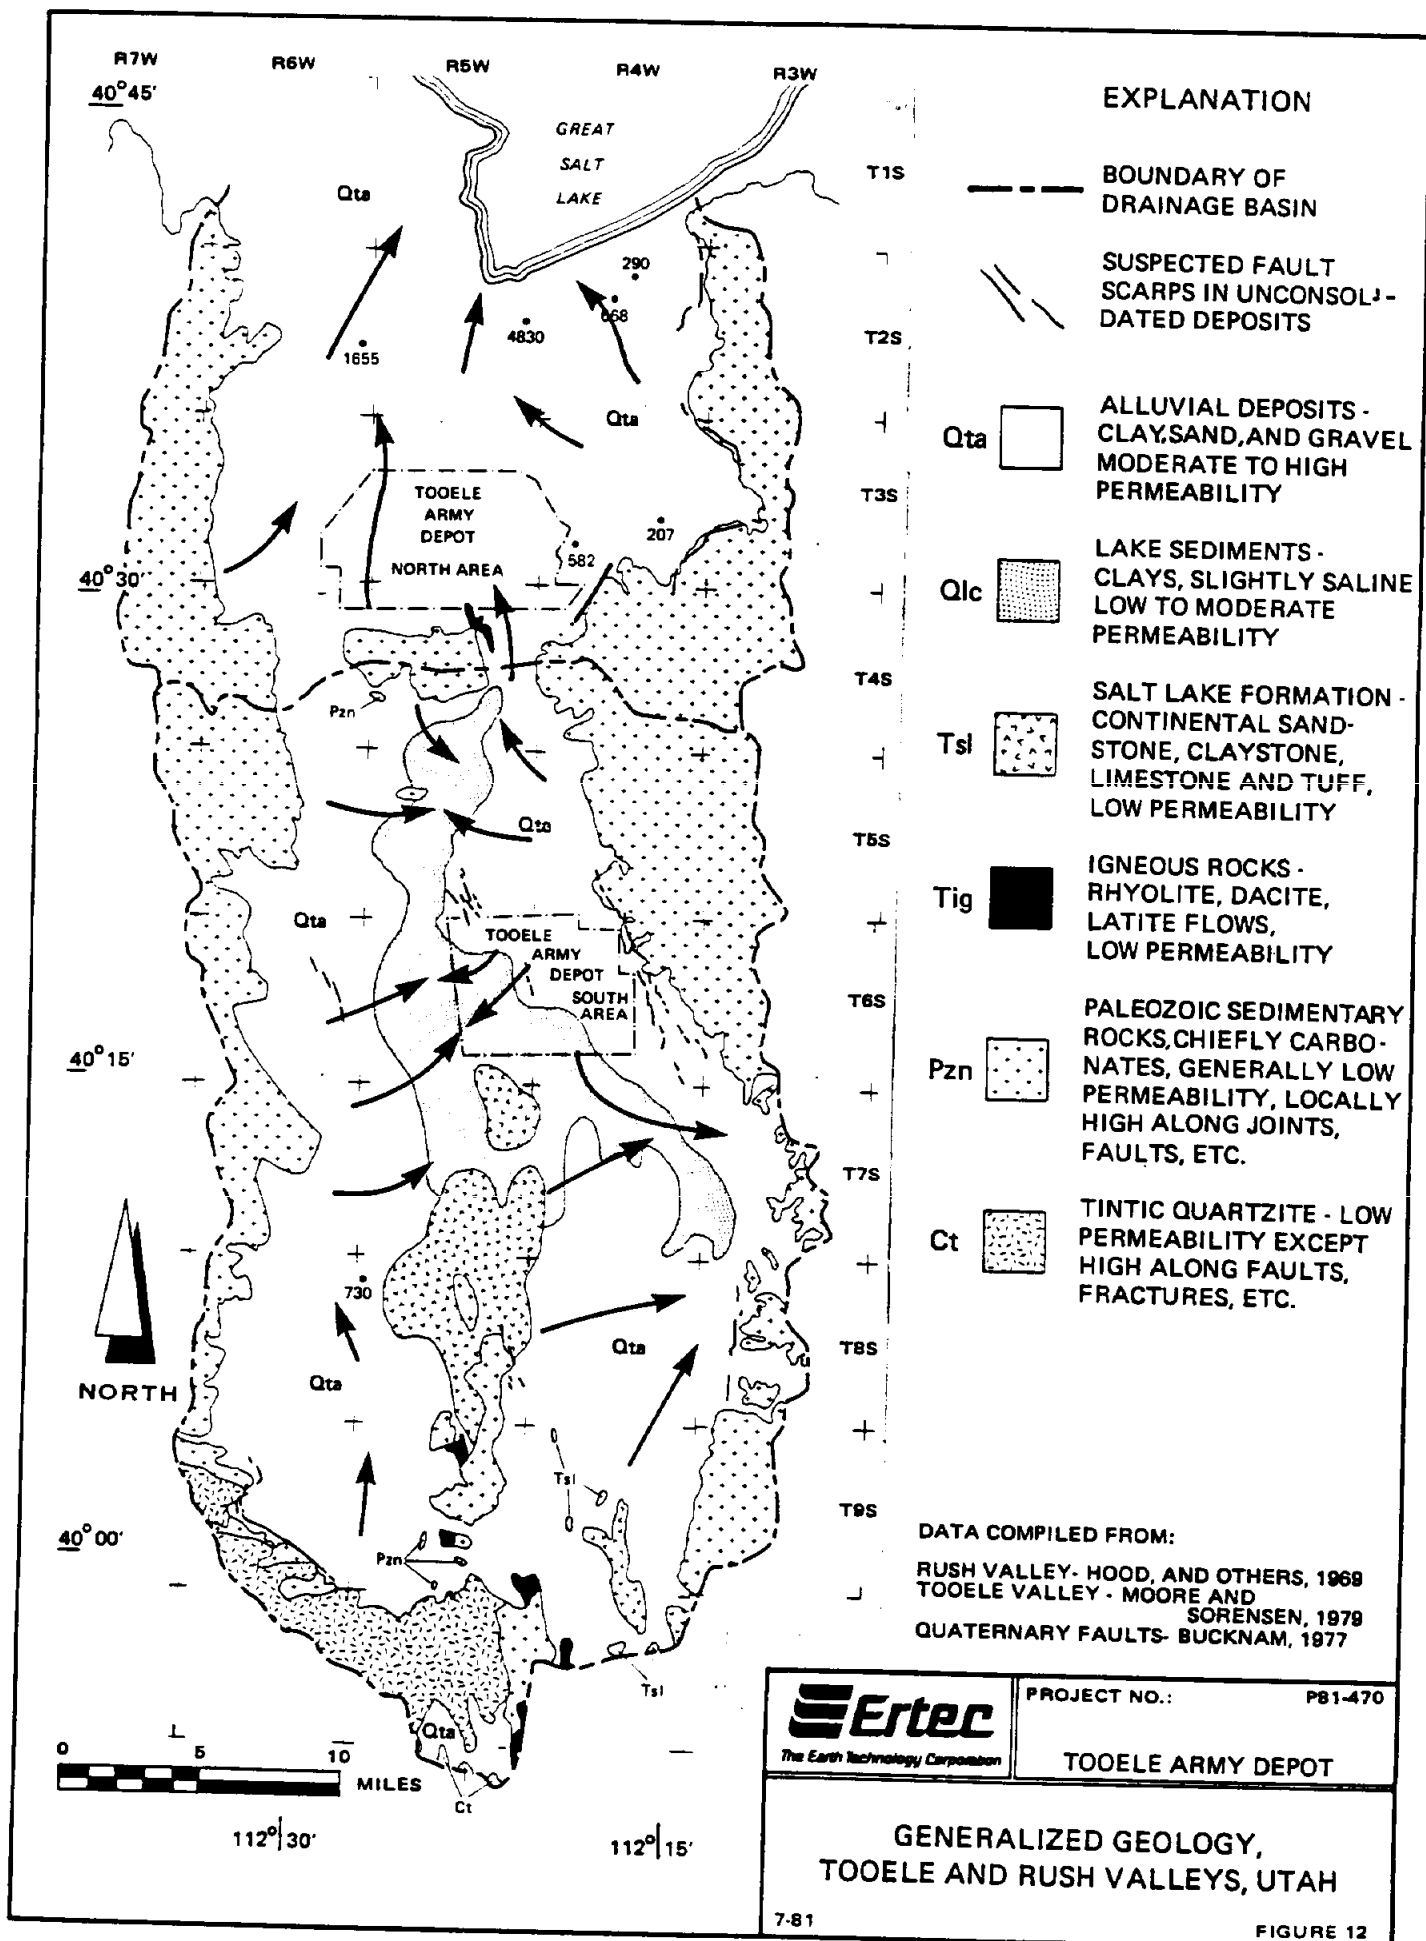 R7W R6W R5W R4W R3W
40°45'
GREAT
SALT
LAKE
T1S
Qta
290
668
4830
1655
T2S
Qta
TOOELE
ARMY
DEPOT
NORTH AREA
T3S
207
582
40°30'
T4S
Pzn
Qta
T5S
Qta
TOOELE
ARMY
DEPOT
SOUTH
AREA
T6S
40°15'
T7S
730
Qta
T8S
Qta
NORTH
Tsl
T9S
40°00'
Pzn
Tsl
Qta
Ct
0 5 10
MILES
112°30' 112°15'
EXPLANATION
BOUNDARY OF
DRAINAGE BASIN
SUSPECTED FAULT
SCARPS IN UNCONSOLI-
DATED DEPOSITS
Qta
ALLUVIAL DEPOSITS -
CLAY,SAND,AND GRAVEL
MODERATE TO HIGH
PERMEABILITY
Qlc
LAKE SEDIMENTS -
CLAYS, SLIGHTLY SALINE
LOW TO MODERATE
PERMEABILITY
Tsl
SALT LAKE FORMATION -
CONTINENTAL SAND-
STONE, CLAYSTONE,
LIMESTONE AND TUFF,
LOW PERMEABILITY
Tig
IGNEOUS ROCKS -
RHYOLITE, DACITE,
LATITE FLOWS,
LOW PERMEABILITY
Pzn
PALEOZOIC SEDIMENTARY
ROCKS,CHIEFLY CARBO-
NATES, GENERALLY LOW
PERMEABILITY, LOCALLY
HIGH ALONG JOINTS,
FAULTS, ETC.
Ct
TINTIC QUARTZITE - LOW
PERMEABILITY EXCEPT
HIGH ALONG FAULTS,
FRACTURES, ETC.
DATA COMPILED FROM:
RUSH VALLEY- HOOD, AND OTHERS, 1969
TOOELE VALLEY - MOORE AND
SORENSEN, 1979
QUATERNARY FAULTS- BUCKNAM, 1977
Ertec
The Earth Technology Corporation
PROJECT NO.: P81-470
TOOELE ARMY DEPOT
GENERALIZED GEOLOGY,
TOOELE AND RUSH VALLEYS, UTAH
7-81
FIGURE 12